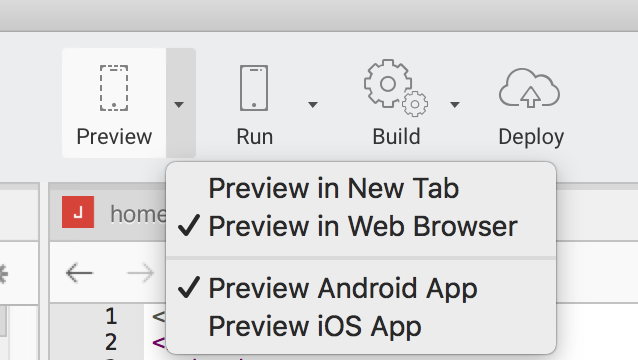 Preview
Run
Build
Deploy
Preview in New Tab
Preview in Web Browser
Preview Android App
Preview iOS App
J
home
1 <
2 <